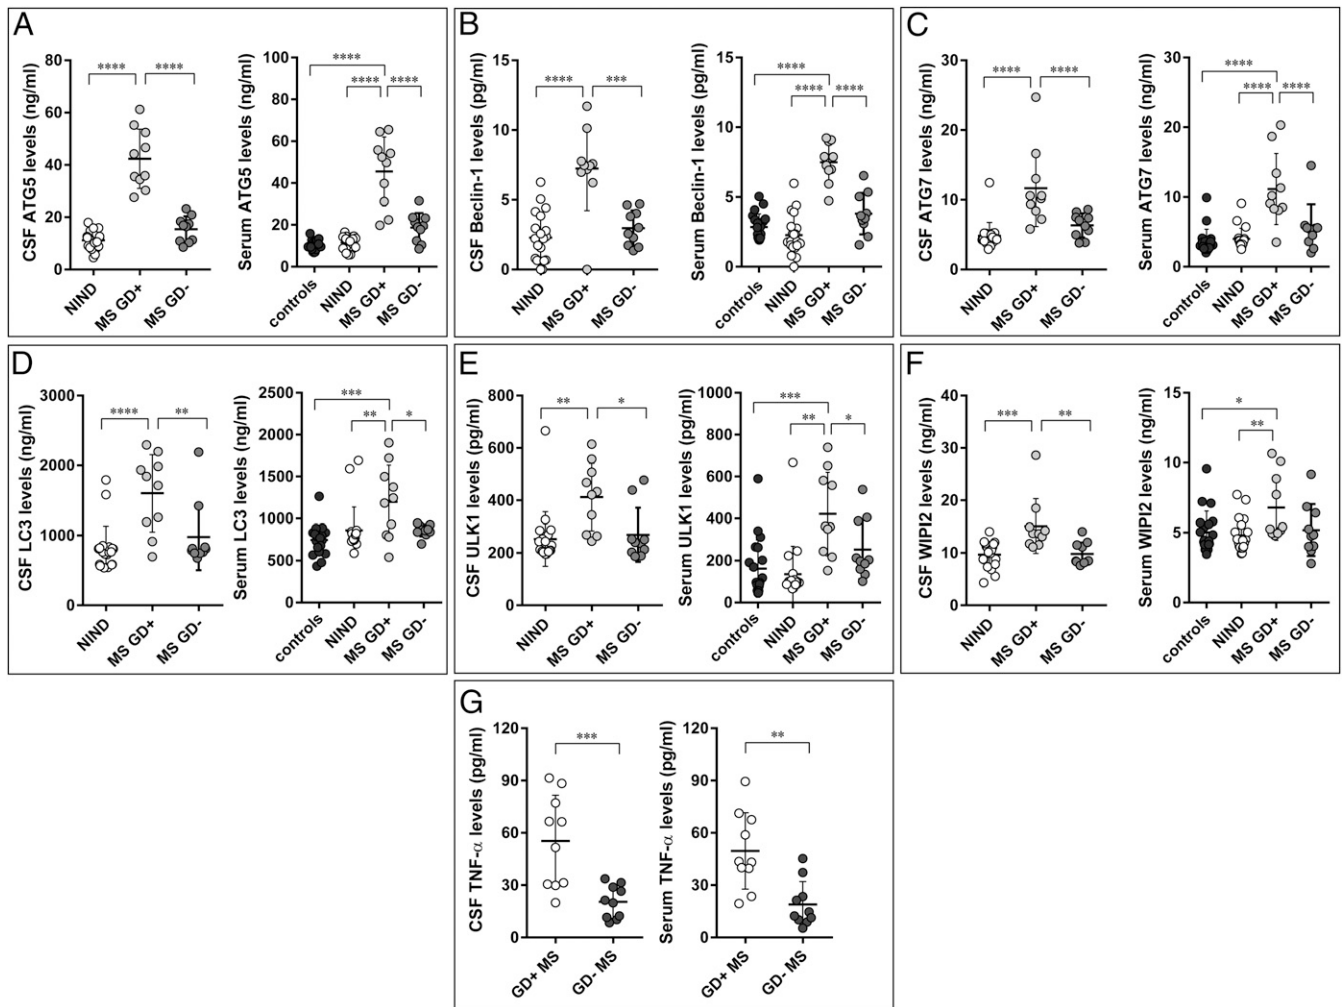 A
CSF ATG5 levels (ng/ml)
80
60
40
20
0
**** ****
NIND
MS GD+
MS GD-
Serum ATG5 levels (ng/ml)
100
80
60
40
20
0
****
**** ****
controls
NIND
MS GD+
MS GD-
B
CSF Beclin-1 levels (pg/ml)
15
10
5
0
**** ***
NIND
MS GD+
MS GD-
Serum Beclin-1 levels (pg/ml)
15
10
5
0
****
**** ****
controls
NIND
MS GD+
MS GD-
C
CSF ATG7 levels (ng/ml)
30
20
10
0
**** ****
NIND
MS GD+
MS GD-
Serum ATG7 levels (ng/ml)
30
20
10
0
****
**** ****
controls
NIND
MS GD+
MS GD-
D
CSF LC3 levels (ng/ml)
3000
2000
1000
0
**** **
NIND
MS GD+
MS GD-
Serum LC3 levels (ng/ml)
2500
2000
1500
1000
500
0
***
** *
controls
NIND
MS GD+
MS GD-
E
CSF ULK1 levels (pg/ml)
800
600
400
200
0
** *
NIND
MS GD+
MS GD-
Serum ULK1 levels (pg/ml)
1000
800
600
400
200
0
***
** *
controls
NIND
MS GD+
MS GD-
F
CSF WIPI2 levels (ng/ml)
40
30
20
10
0
*** **
NIND
MS GD+
MS GD-
Serum WIPI2 levels (ng/ml)
15
10
5
0
*
**
controls
NIND
MS GD+
MS GD-
G
CSF TNF-α levels (pg/ml)
120
90
60
30
0
***
GD+ MS
GD- MS
Serum TNF-α levels (pg/ml)
120
90
60
30
0
**
GD+ MS
GD- MS